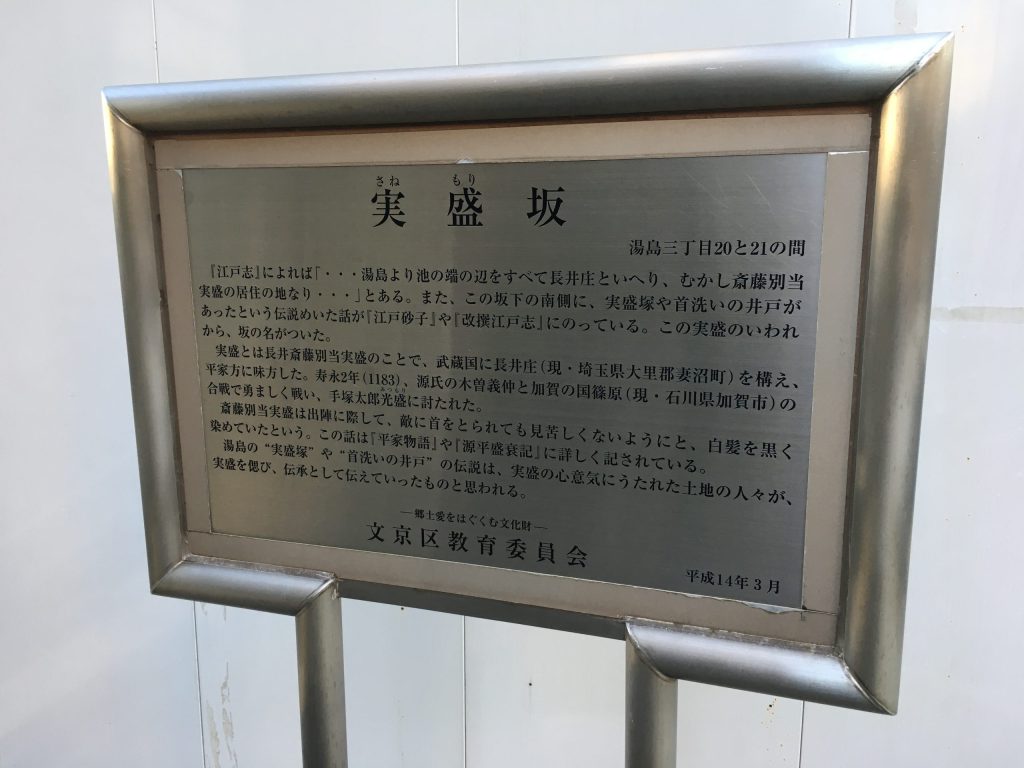 さね もり
実盛坂
湯島三丁目20と21の間
『江戸志』によれば「・・・湯島より池の端の辺をすべて長井庄といへり、むかし斎藤別当
実盛の居住の地なり・・・」とある。また、この坂下の南側に、実盛塚や首洗いの井戸が
あったという伝説めいた話が『江戸砂子』や『改撰江戸志』にのっている。この実盛のいわれ
から、坂の名がついた。
実盛とは長井斎藤別当実盛のことで、武蔵国に長井庄(現・埼玉県大里郡妻沼町)を構え、
平家方に味方した。寿永2年(1183)、源氏の木曽義仲と加賀の国篠原(現・石川県加賀市)の
みつもり
合戦で勇ましく戦い、手塚太郎光盛に討たれた。
斎藤別当実盛は出陣に際して、敵に首をとられても見苦しくないようにと、白髪を黒く
染めていたという。この話は『平家物語』や『源平盛衰記』に詳しく記されている。
湯島の“実盛塚”や“首洗いの井戸”の伝説は、実盛の心意気にうたれた土地の人々が、
実盛を偲び、伝承として伝えていったものと思われる。
―郷土愛をはぐくむ文化財―
文京区教育委員会
平成14年3月